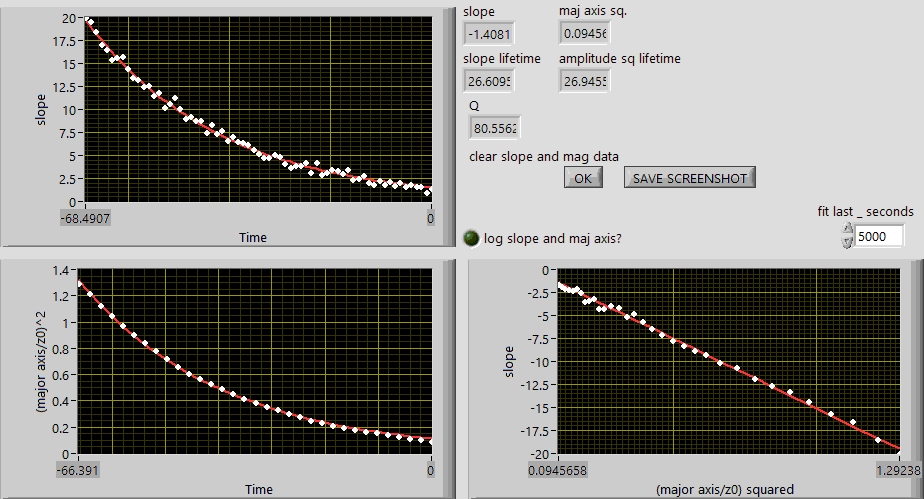 20
17.5
15
12.5
10
7.5
5
2.5
0
slope
-68.4907
0
Time
slope
maj axis sq.
-1.4081
0.0945
slope lifetime
amplitude sq lifetime
26.609
26.945
Q
80.556
clear slope and mag data
OK
SAVE SCREENSHOT
fit last _ seconds
log slope and maj axis?
5000
1.4
1.2
1
0.8
0.6
0.4
0.2
0
(major axis/z0)^2
-66.391
0
Time
0
-2.5
-5
-7.5
-10
-12.5
-15
-17.5
-20
slope
0.0945658
1.29238
(major axis/z0) squared